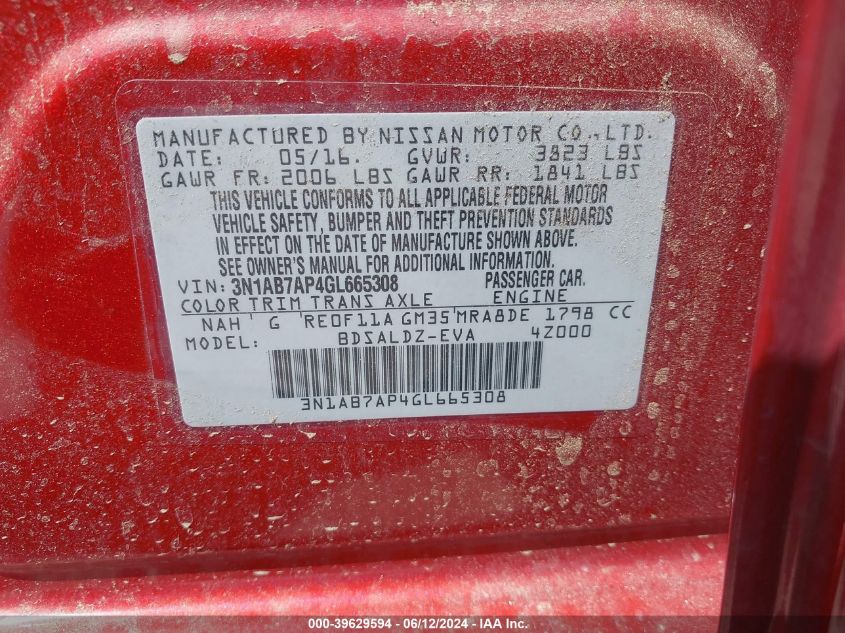 MANUFACTURED BY NISSAN MOTOR CO.,LTD.
DATE: 05/16. GVWR: 3823 LBS
GAWR FR: 2006 LBS GAWR RR: 1841 LBS
THIS VEHICLE CONFORMS TO ALL APPLICABLE FEDERAL MOTOR
VEHICLE SAFETY, BUMPER AND THEFT PREVENTION STANDARDS
IN EFFECT ON THE DATE OF MANUFACTURE SHOWN ABOVE.
SEE OWNER'S MANUAL FOR ADDITIONAL INFORMATION.
VIN: 3N1AB7AP4GL665308 PASSENGER CAR.
COLOR TRIM TRANS AXLE ENGINE
NAH G RE0F11A GM35 MRA8DE 1798 CC
MODEL: BDSALDZ-EVA 4Z000
3N1AB7AP4GL665308
000-39629594 - 06/12/2024 - IAA Inc.